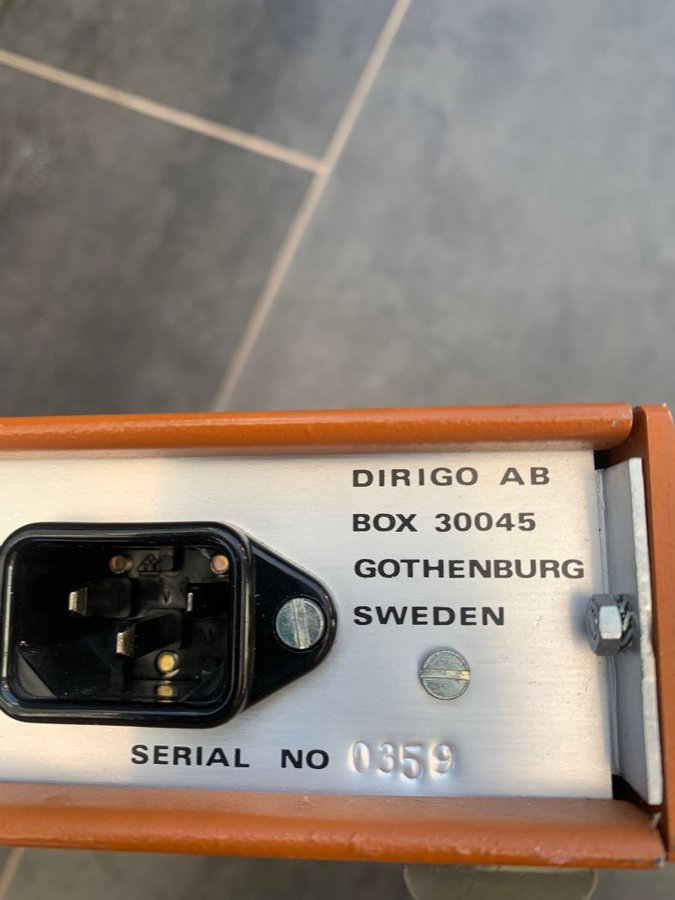 DIRIGO AB
BOX 30045
GOTHENBURG
SWEDEN
SERIAL NO 0359